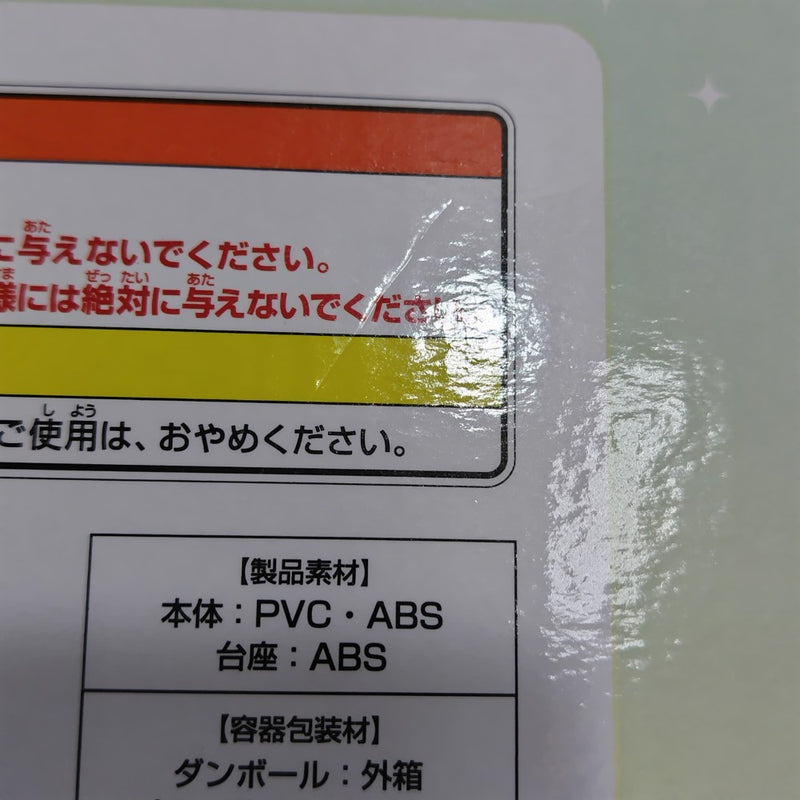 に与えないでください。
様には絶対に与えないでください。
ご使用は、おやめください。
【製品素材】
本体：PVC・ABS
台座：ABS
【容器包装材】
ダンボール：外箱